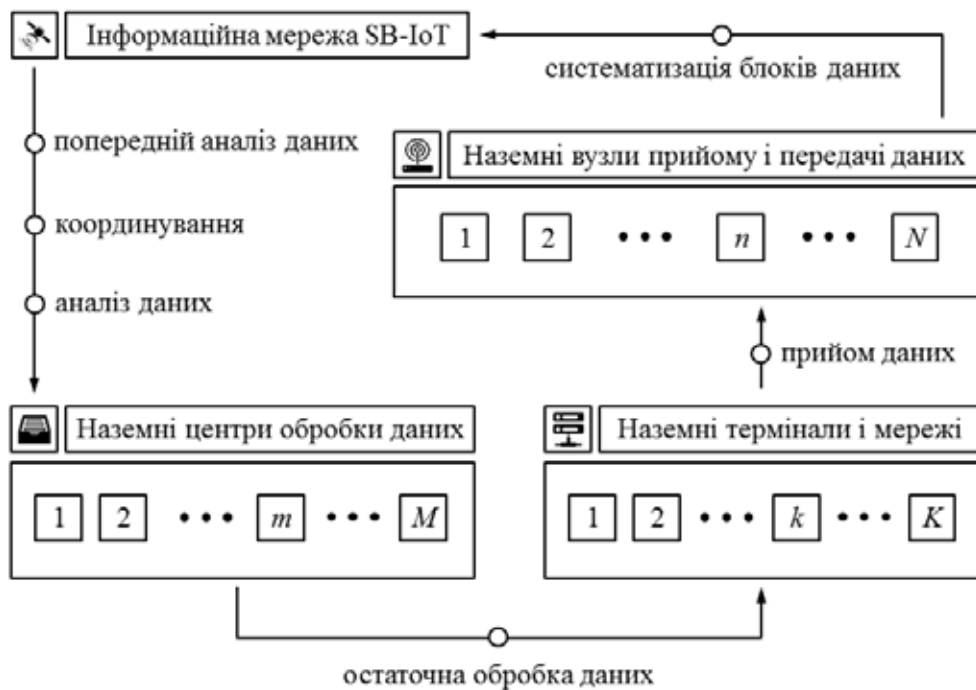 Інформаційна мережа SB-IoT
систематизація блоків даних
попередній аналіз даних
координування
аналіз даних
Наземні вузли прийому і передачі даних
1 2 ••• n ••• N
прийом даних
Наземні центри обробки даних
1 2 ••• m ••• M
Наземні термінали і мережі
1 2 ••• k ••• K
остаточна обробка даних